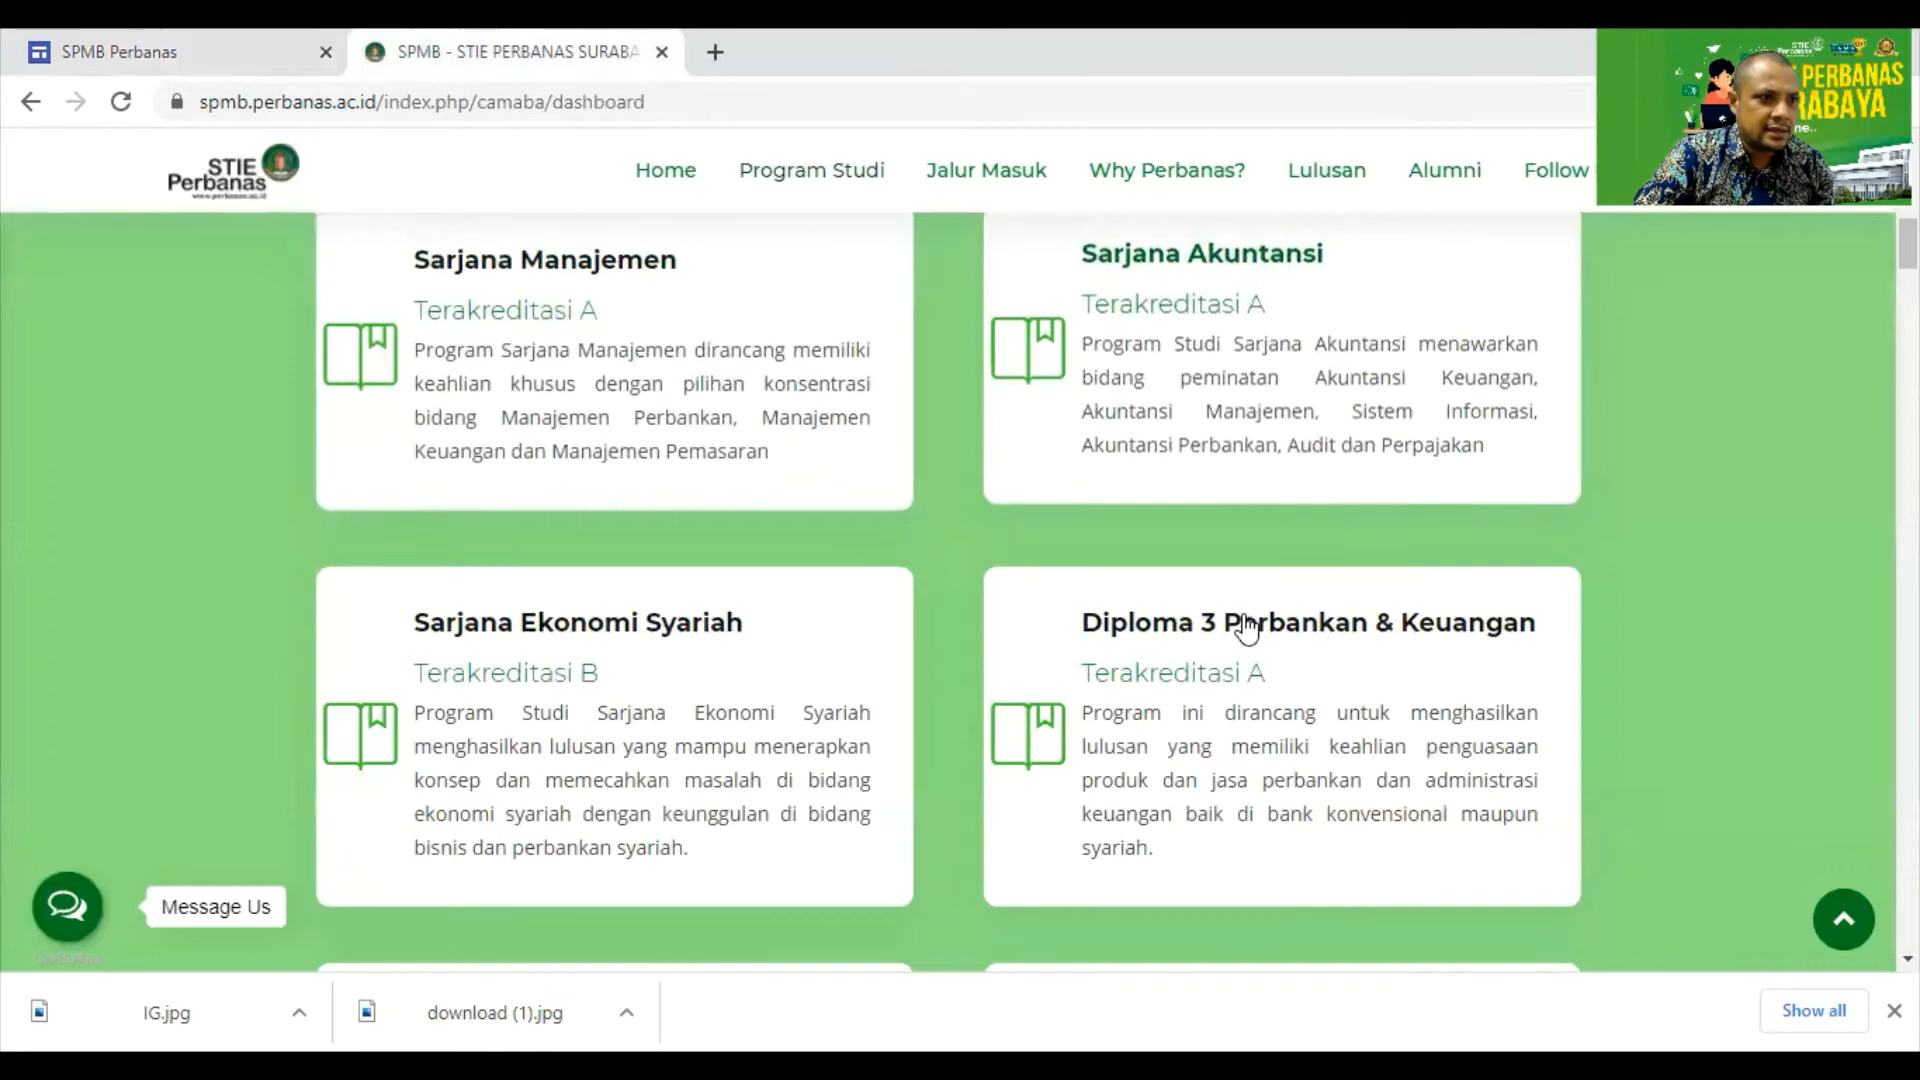 SPMB Perbanas
SPMB - STIE PERBANAS SURABA
spmb.perbanas.ac.id/index.php/camaba/dashboard
STIE
PERBANAS
RABAYA
STIE
Perbanas
www.perbanas.ac.id
Home
Program Studi
Jalur Masuk
Why Perbanas?
Lulusan
Alumni
Follow
Sarjana Manajemen
Terakreditasi A
Program Sarjana Manajemen dirancang memiliki
keahlian khusus dengan pilihan konsentrasi
bidang Manajemen Perbankan, Manajemen
Keuangan dan Manajemen Pemasaran
Sarjana Akuntansi
Terakreditasi A
Program Studi Sarjana Akuntansi menawarkan
bidang peminatan Akuntansi Keuangan,
Akuntansi Manajemen, Sistem Informasi,
Akuntansi Perbankan, Audit dan Perpajakan
Sarjana Ekonomi Syariah
Terakreditasi B
Program Studi Sarjana Ekonomi Syariah
menghasilkan lulusan yang mampu menerapkan
konsep dan memecahkan masalah di bidang
ekonomi syariah dengan keunggulan di bidang
bisnis dan perbankan syariah.
Diploma 3 Perbankan & Keuangan
Terakreditasi A
Program ini dirancang untuk menghasilkan
lulusan yang memiliki keahlian penguasaan
produk dan jasa perbankan dan administrasi
keuangan baik di bank konvensional maupun
syariah.
Message Us
IG.jpg
download (1).jpg
Show all